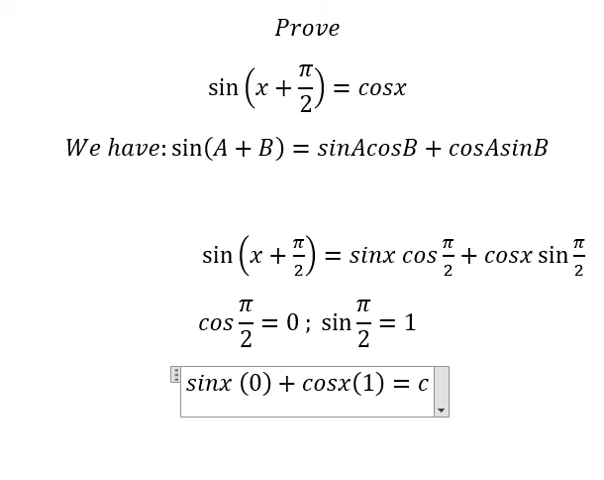 Prove
sin(x + π/2) = cosx
We have: sin(A + B) = sinAcosB + cosAsinB
sin(x + π/2) = sinx cos π/2 + cosx sin π/2
cos π/2 = 0 ; sin π/2 = 1
sinx (0) + cosx(1) = c